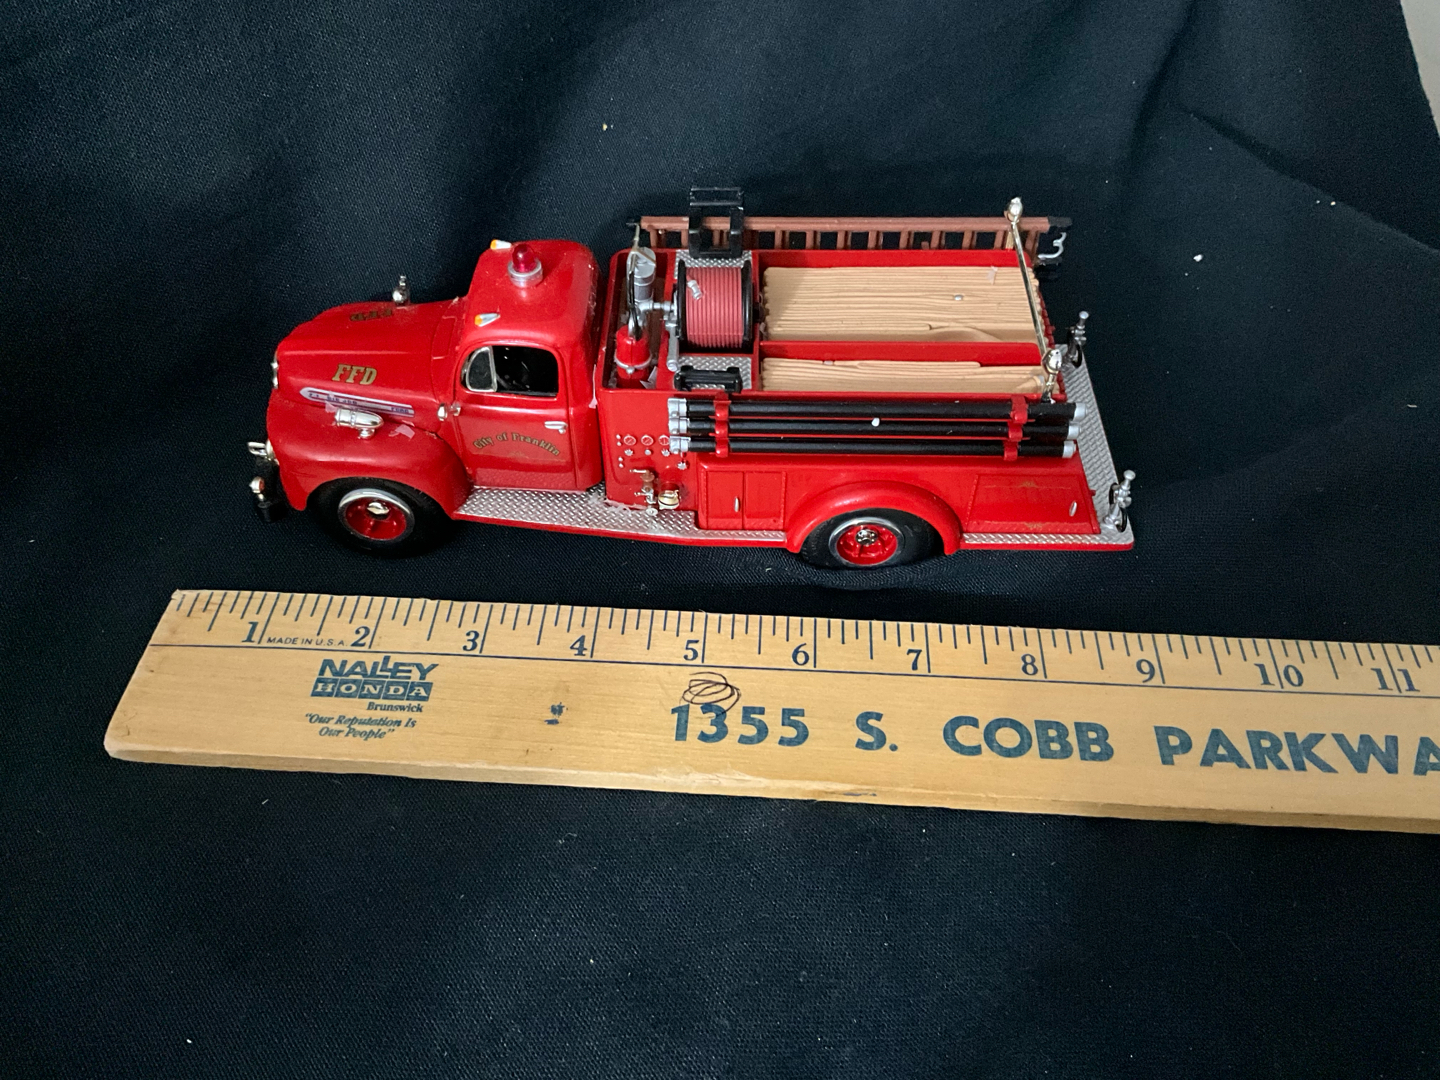 FFD
City of Franklin
1 MADE IN U.S.A. 2 3 4 5 6 7 8 9 10 11
NALLEY
HONDA
Brunswick
"Our Reputation Is
Our People"
1355 S. COBB PARKWA